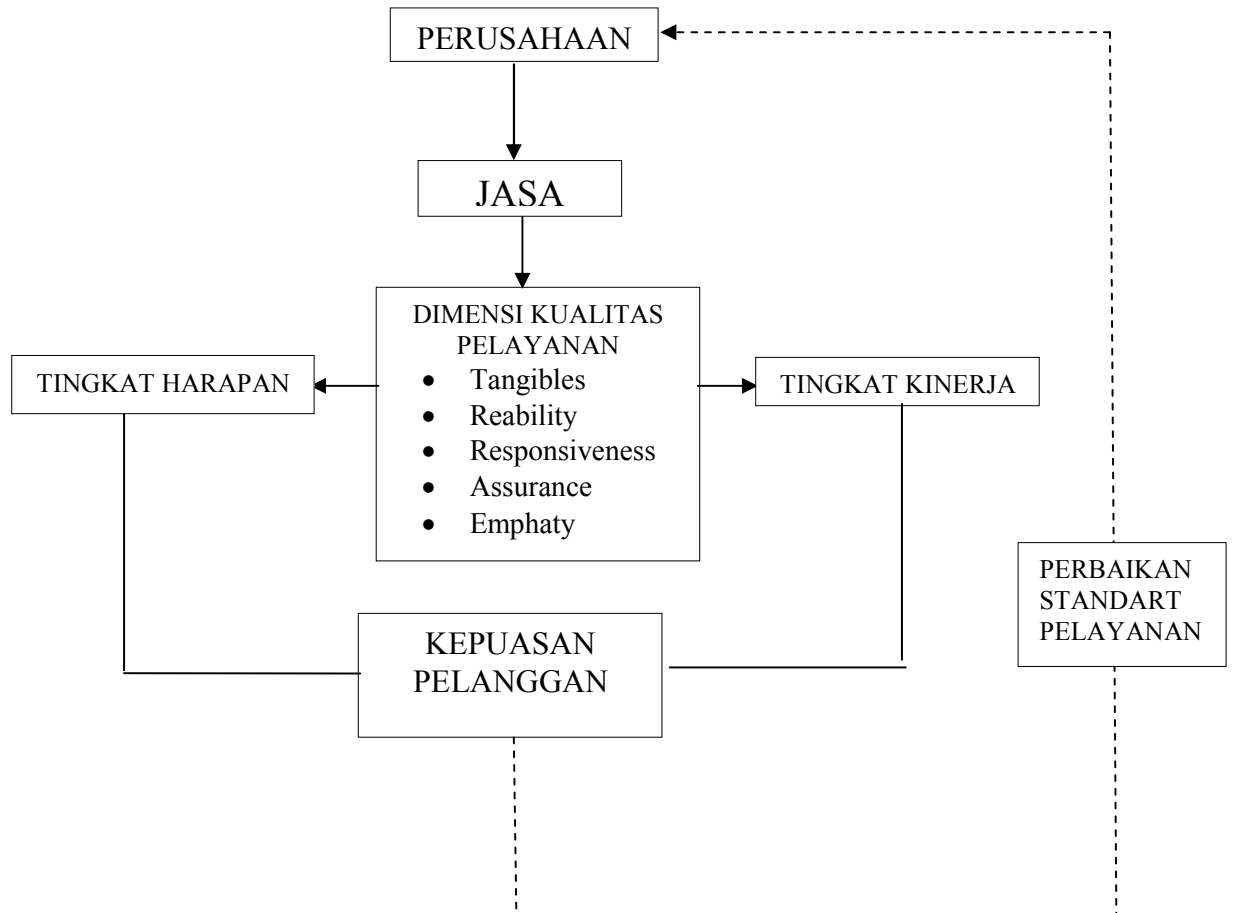 PERUSAHAAN
JASA
DIMENSI KUALITAS
PELAYANAN
• Tangibles
• Reability
• Responsiveness
• Assurance
• Emphaty
TINGKAT HARAPAN
TINGKAT KINERJA
KEPUASAN
PELANGGAN
PERBAIKAN
STANDART
PELAYANAN